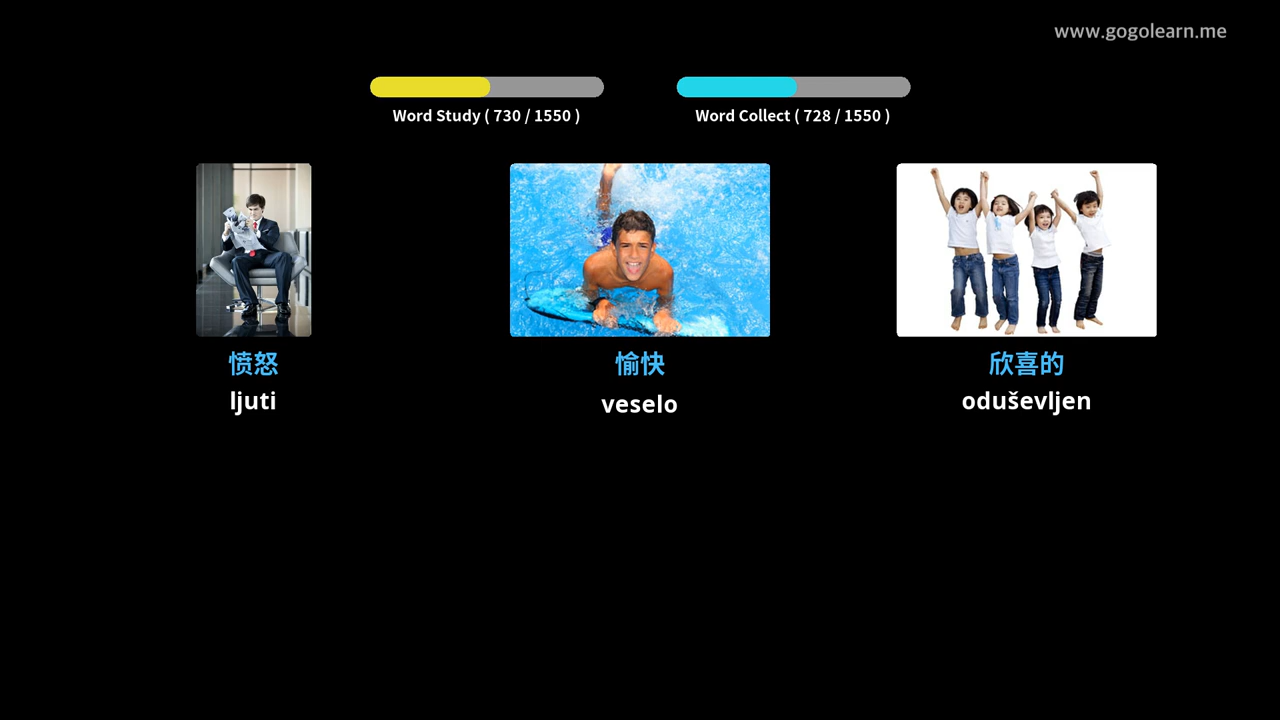 www.gogolearn.me
Word Study ( 730 / 1550 )
Word Collect ( 728 / 1550 )
愤怒
愉快
欣喜的
ljuti
veselo
oduševljen